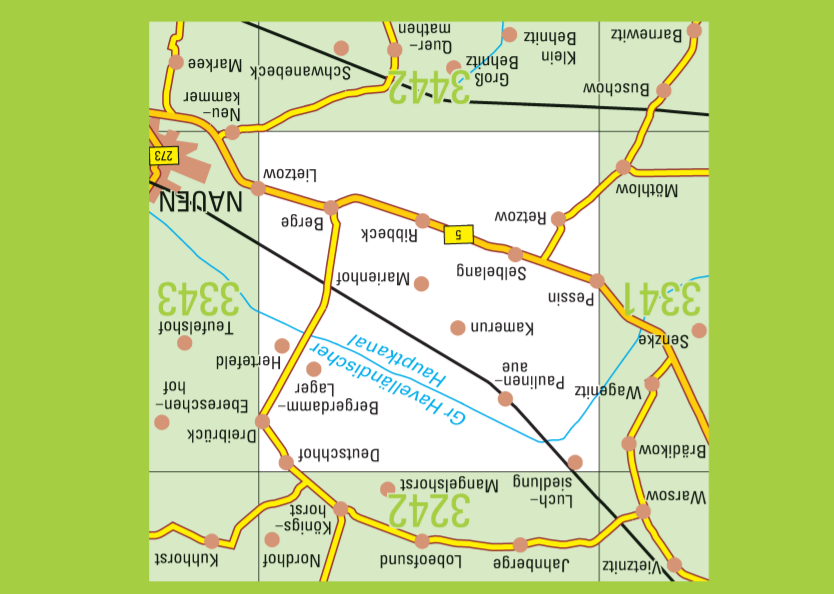 Vietznitz
Jahnberge
Lobeofsund
Nordhof
Kuhhorst
Warsow
Luch-
siedlung
3242
Mangelshorst
Königs-
horst
Brädikow
Deutschhof
Dreibrück
Wagenitz
Paulinen-
aue
Gr Havelländischer
Hauptkanal
Bergerdamm-
Lager
Ebereschen-
hof
Senzke
Kamerun
Hertefeld
Teufelshof
3341
Pessin
Marienhof
3343
Selbelang
Ribbeck
Berge
Retzow
5
NAUEN
Möthlow
Lietzow
273
Buschow
3442
Neu-
kammer
Groß
Behnitz
Klein
Behnitz
Schwanebeck
Markee
Barnewitz
Quer-
mathen